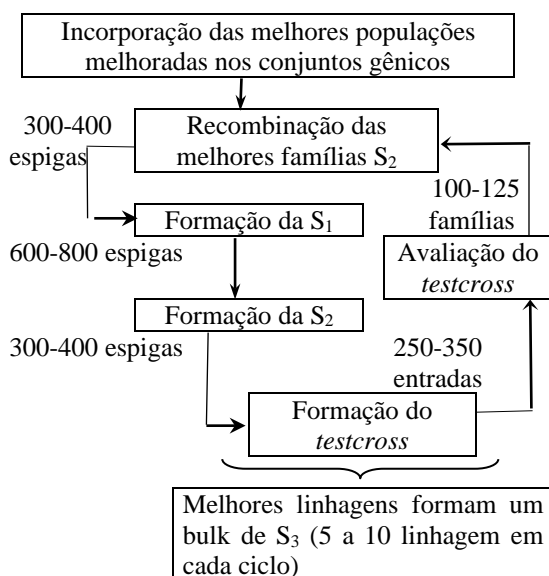 Incorporação das melhores populações
melhoradas nos conjuntos gênicos
300-400
espigas
Recombinação das
melhores famílias S2
100-125
famílias
Formação da S1
600-800 espigas
Avaliação do
testcross
Formação da S2
300-400 espigas
250-350
entradas
Formação do
testcross
Melhores linhagens formam um
bulk de S3 (5 a 10 linhagem em
cada ciclo)